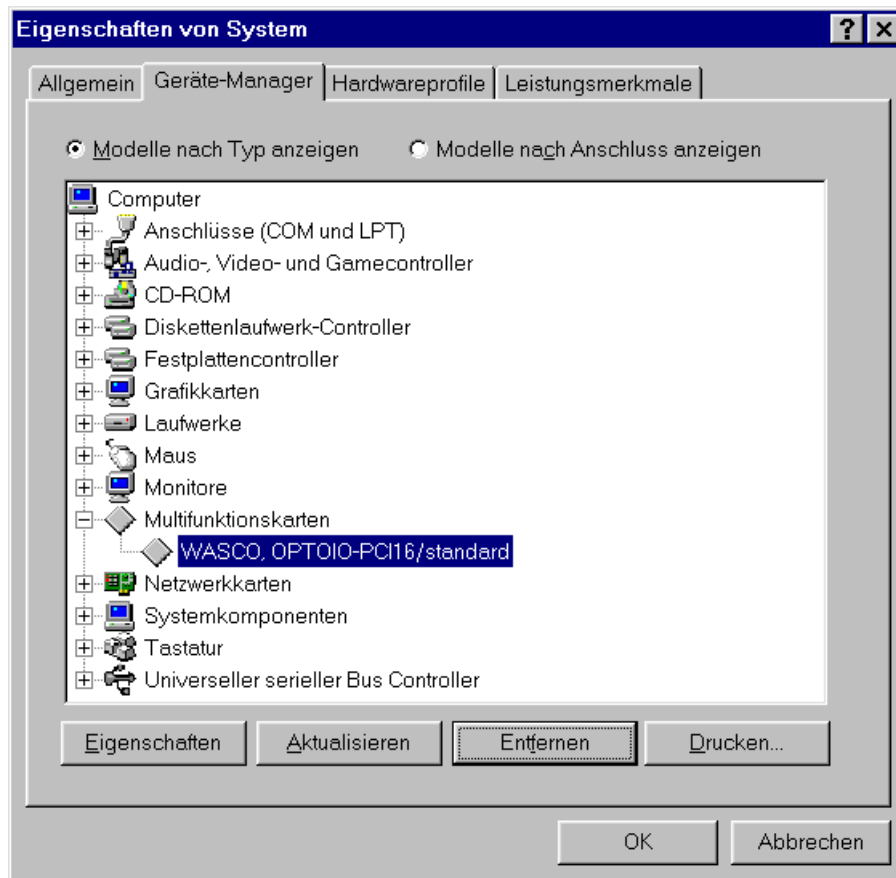 Eigenschaften von System
Allgemein Geräte-Manager Hardwareprofile Leistungsmerkmale
Modelle nach Typ anzeigen Modelle nach Anschluss anzeigen
Computer
Anschlüsse (COM und LPT)
Audio-, Video- und Gamecontroller
CD-ROM
Diskettenlaufwerk-Controller
Festplattencontroller
Grafikkarten
Laufwerke
Maus
Monitore
Multifunktionskarten
WASCO, OPTOIO-PCI16/standard
Netzwerkkarten
Systemkomponenten
Tastatur
Universeller serieller Bus Controller
Eigenschaften Aktualisieren Entfernen Drucken...
OK Abbrechen